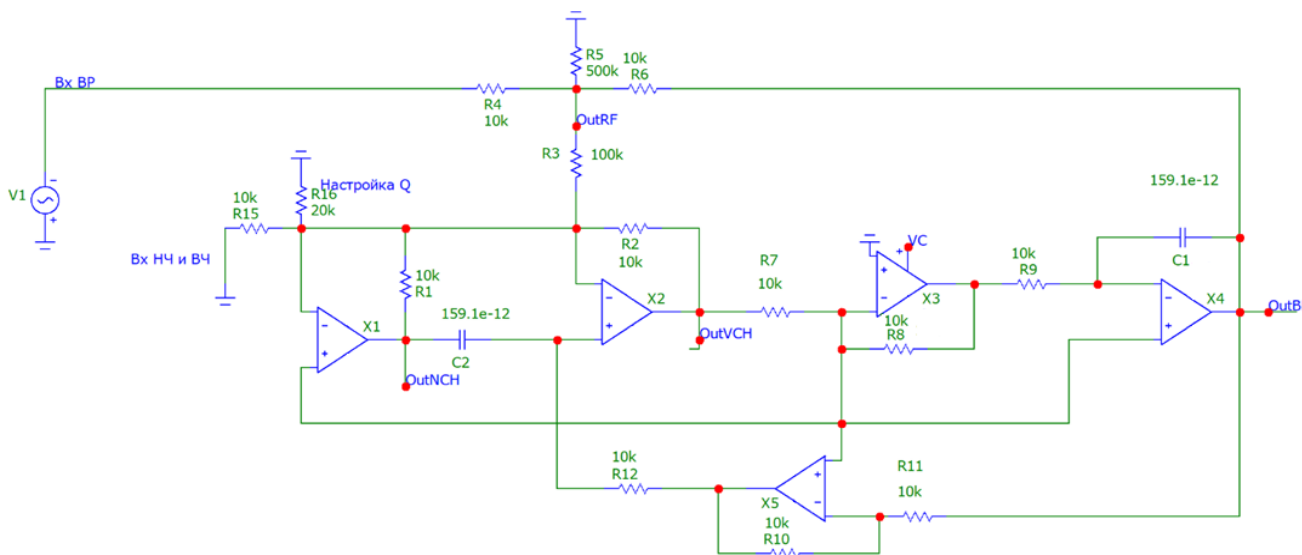 R5
500k
10k
R6
Вх ВР
R4
10k
OutRF
R3
100k
V1
Настройка Q
R16
20k
10k
R15
159.1e-12
C1
R2
10k
Вх НЧ и ВЧ
10k
R1
VC
R7
10k
10k
R9
X1
159.1e-12
C2
X2
X3
X4
10k
R8
OutB
OutVCH
OutNCH
10k
R12
X5
R11
10k
10k
R10